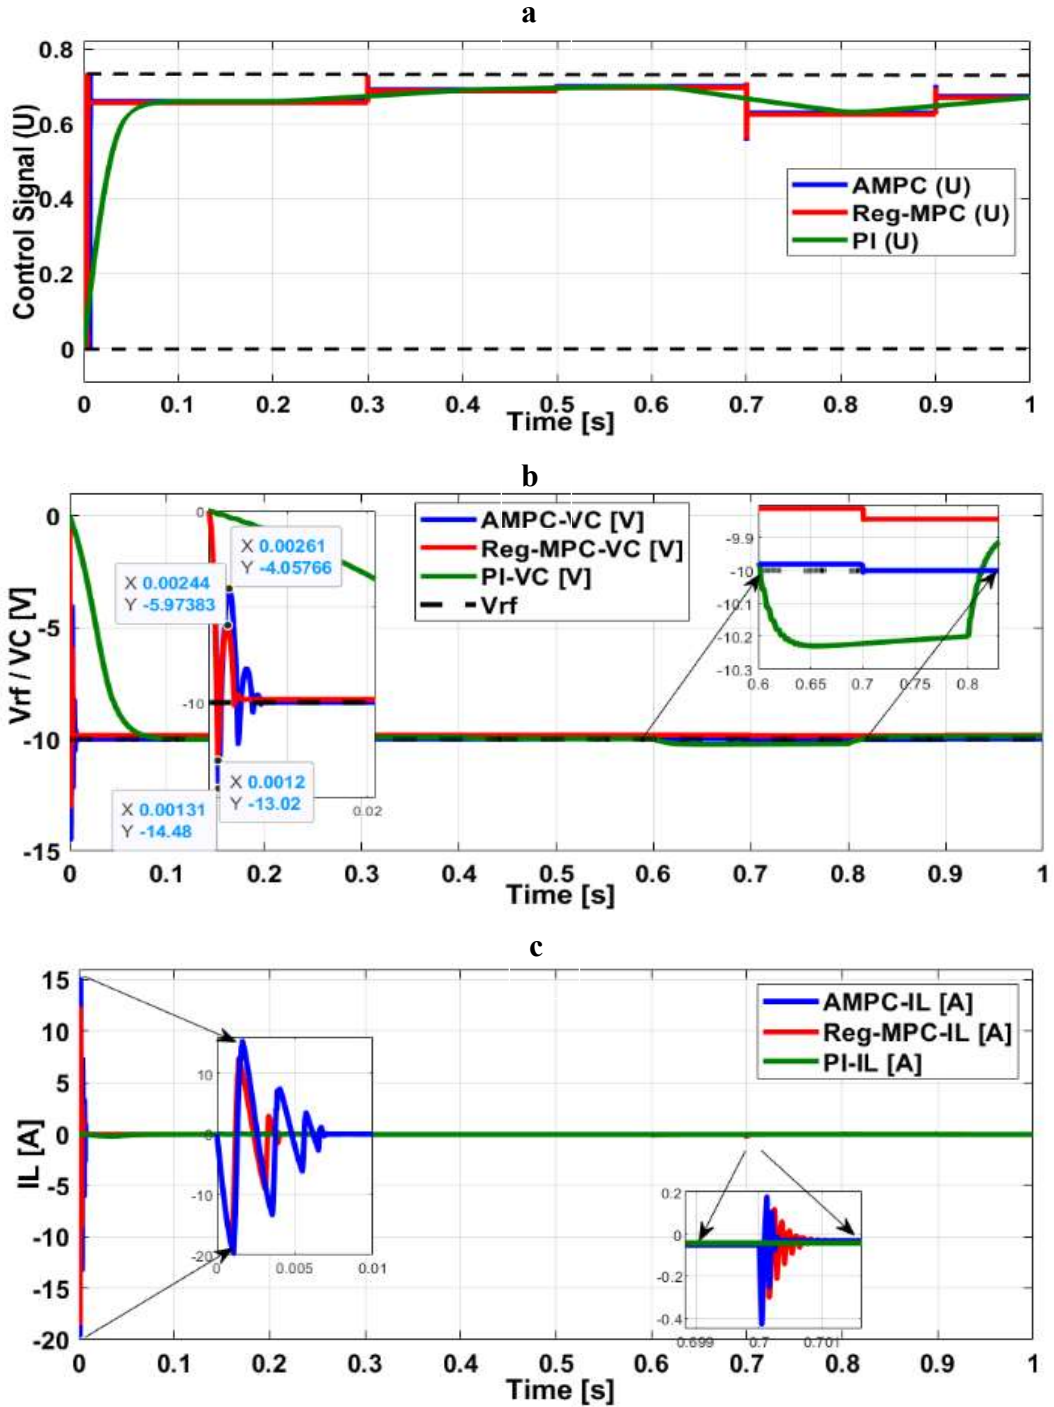 a
0.8
0.6
0.4
0.2
0
Control Signal (U)
AMPC (U)
Reg-MPC (U)
PI (U)
0 0.1 0.2 0.3 0.4 0.5 0.6 0.7 0.8 0.9 1
Time [s]
b
0
-5
-10
-15
Vrf / VC [V]
0
-10
0.02
X 0.00261
Y -4.05766
X 0.00244
Y -5.97383
X 0.0012
Y -13.02
X 0.00131
Y -14.48
AMPC-VC [V]
Reg-MPC-VC [V]
PI-VC [V]
Vrf
-9.9
-10
-10.1
-10.2
-10.3
0.6 0.65 0.7 0.75 0.8
0 0.1 0.2 0.3 0.4 0.5 0.6 0.7 0.8 0.9 1
Time [s]
c
15
10
5
0
-5
-10
-15
-20
IL [A]
AMPC-IL [A]
Reg-MPC-IL [A]
PI-IL [A]
10
0
-10
-20
0 0.005 0.01
0.2
0
-0.2
-0.4
0.699 0.7 0.701
0 0.1 0.2 0.3 0.4 0.5 0.6 0.7 0.8 0.9 1
Time [s]